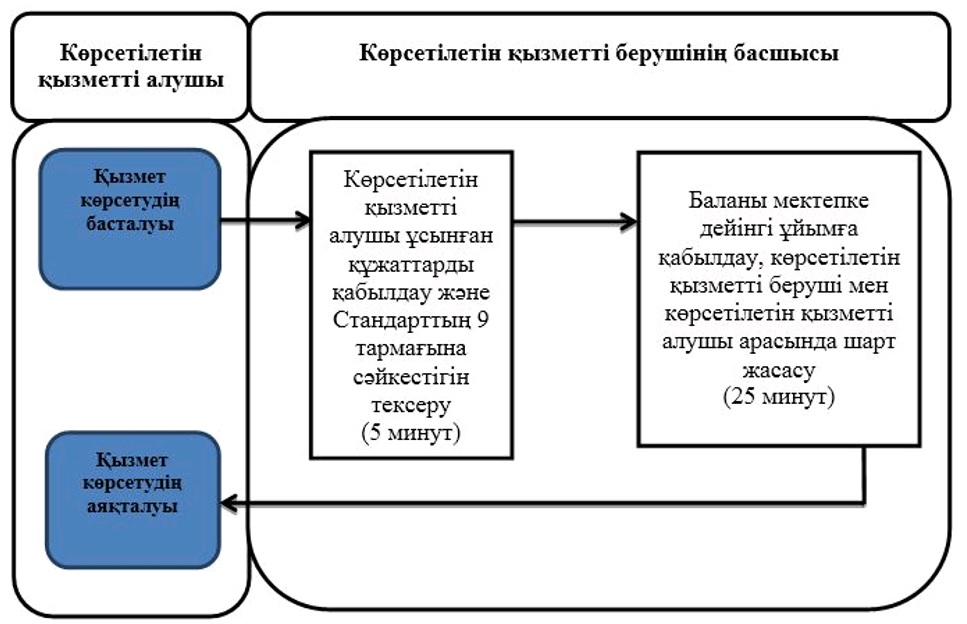 Көрсетілетін
қызметті алушы
Көрсетілетін қызметті берушінің басшысы
Қызмет
көрсетудің
басталуы
Көрсетілетін
қызметті
алушы ұсынған
құжаттарды
қабылдау және
Стандарттың 9
тармағына
сәйкестігін
тексеру
(5 минут)
Баланы мектепке
дейінгі ұйымға
қабылдау, көрсетілетін
қызметті беруші мен
көрсетілетін қызметті
алушы арасында шарт
жасасу
(25 минут)
Қызмет
көрсетудің
аяқталуы